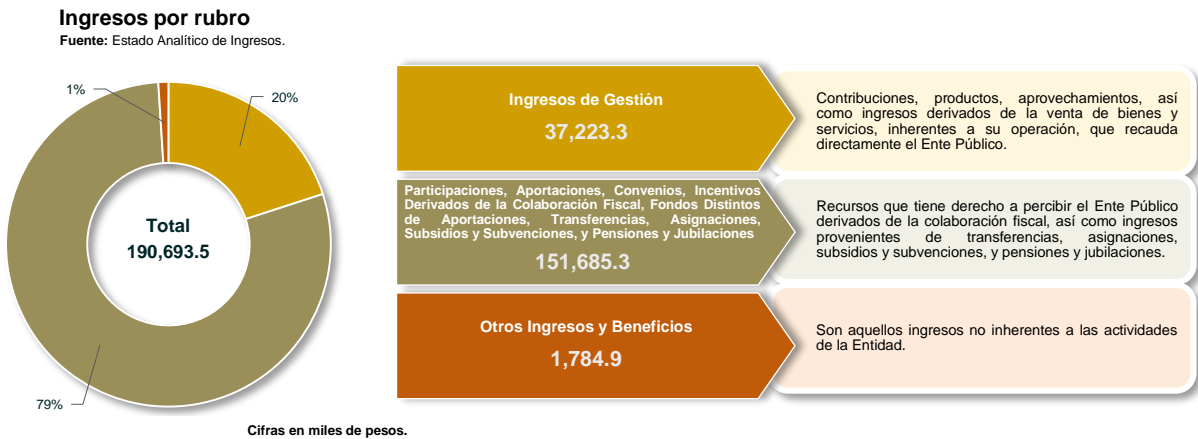 Ingresos por rubro
Fuente: Estado Analítico de Ingresos.
1%
20%
Total
190,693.5
79%
Ingresos de Gestión
37,223.3
Contribuciones, productos, aprovechamientos, así
como ingresos derivados de la venta de bienes y
servicios, inherentes a su operación, que recauda
directamente el Ente Público.
Participaciones, Aportaciones, Convenios, Incentivos
Derivados de la Colaboración Fiscal, Fondos Distintos
de Aportaciones, Transferencias, Asignaciones,
Subsidios y Subvenciones, y Pensiones y Jubilaciones
151,685.3
Recursos que tiene derecho a percibir el Ente Público
derivados de la colaboración fiscal, así como ingresos
provenientes de transferencias, asignaciones,
subsidios y subvenciones, y pensiones y jubilaciones.
Otros Ingresos y Beneficios
1,784.9
Son aquellos ingresos no inherentes a las actividades
de la Entidad.
Cifras en miles de pesos.